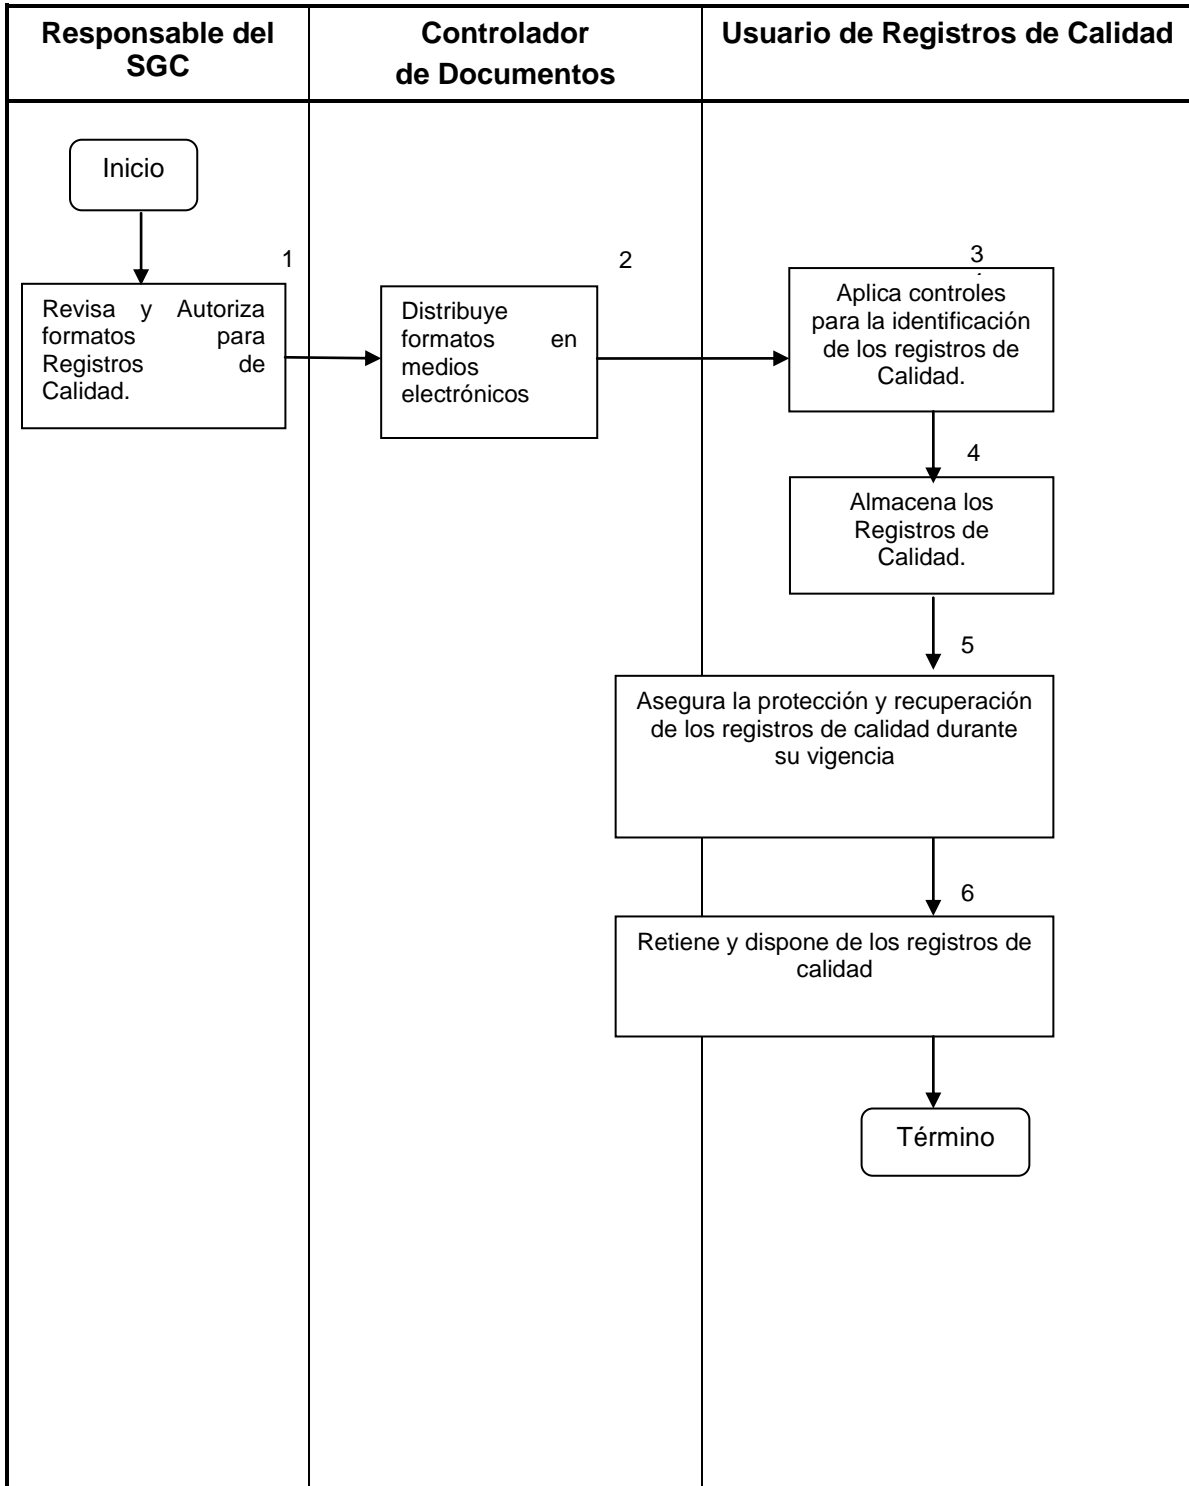 Responsable del
SGC
Controlador
de Documentos
Usuario de Registros de Calidad
Inicio
1
Revisa y Autoriza
formatos para
Registros de
Calidad.
2
Distribuye
formatos en
medios
electrónicos
3
Aplica controles
para la identificación
de los registros de
Calidad.
4
Almacena los
Registros de
Calidad.
5
Asegura la protección y recuperación
de los registros de calidad durante
su vigencia
6
Retiene y dispone de los registros de
calidad
Término